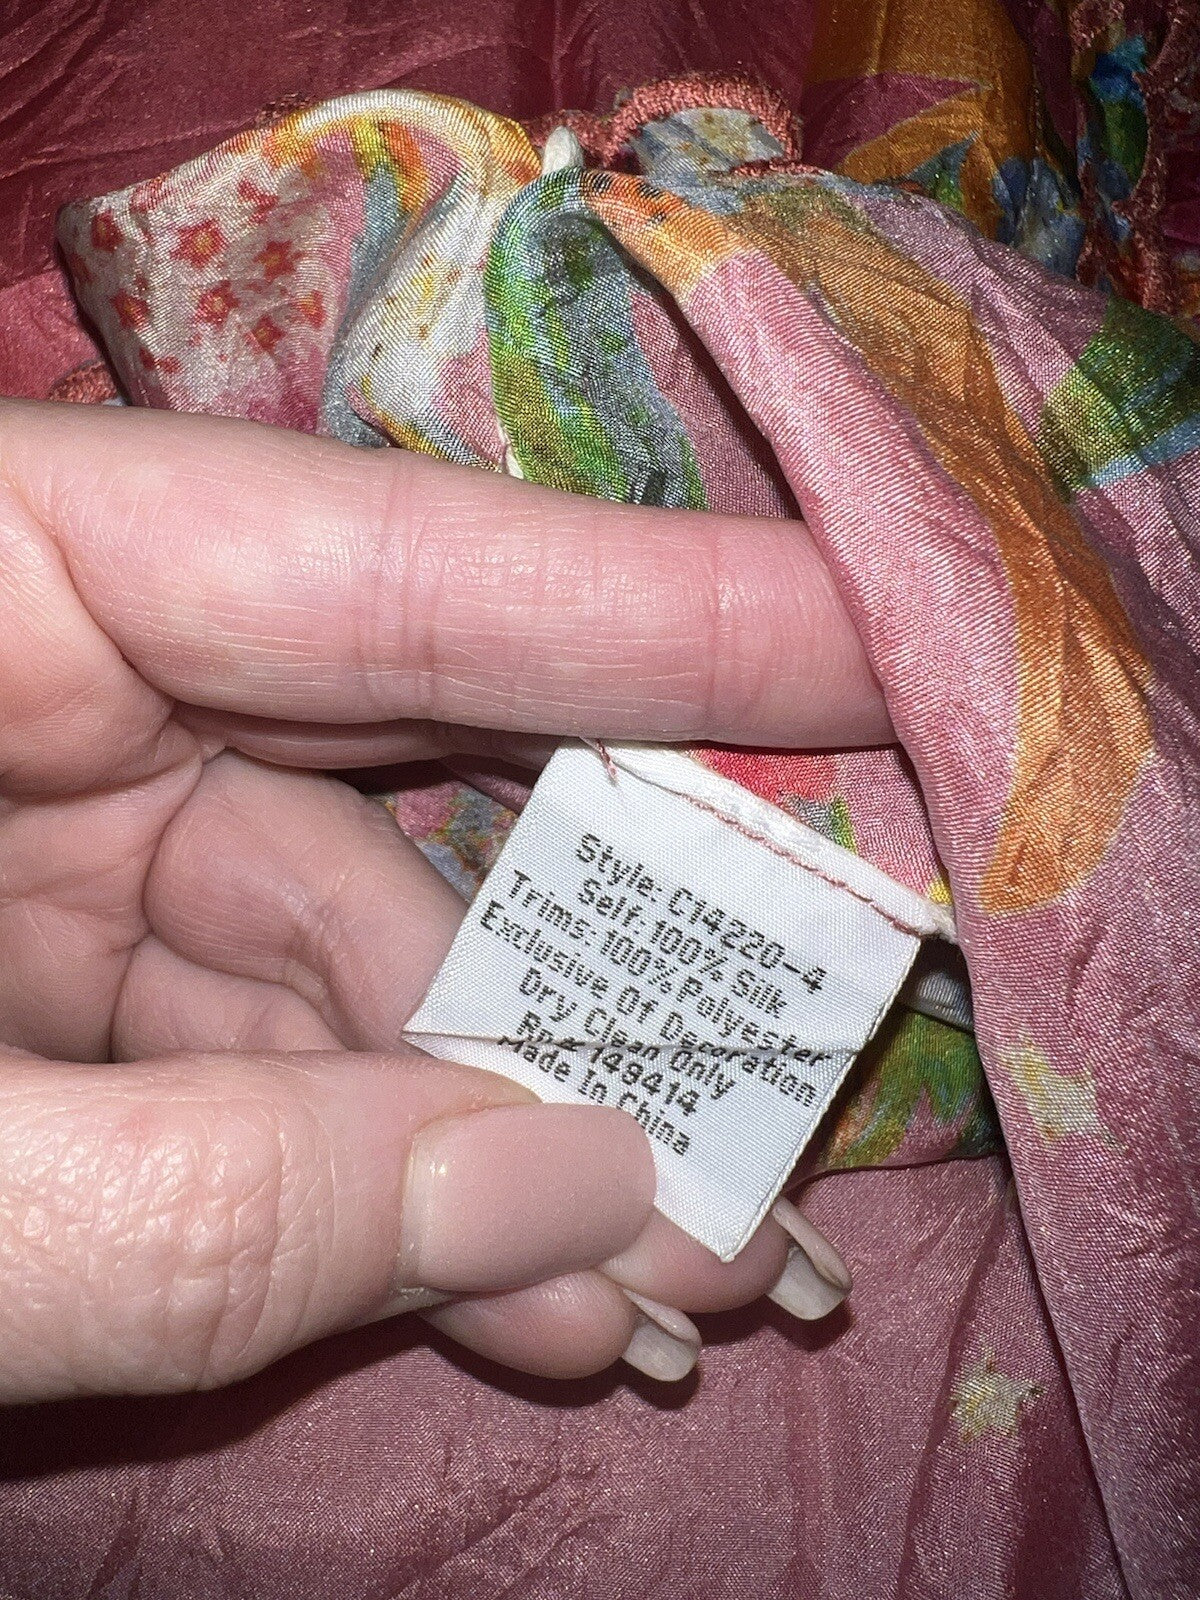 Style: C14220-4
Self: 100% Silk
Trims: 100% Polyester
Exclusive Of Decoration
Dry Clean Only
Rn# 149414
Made In China